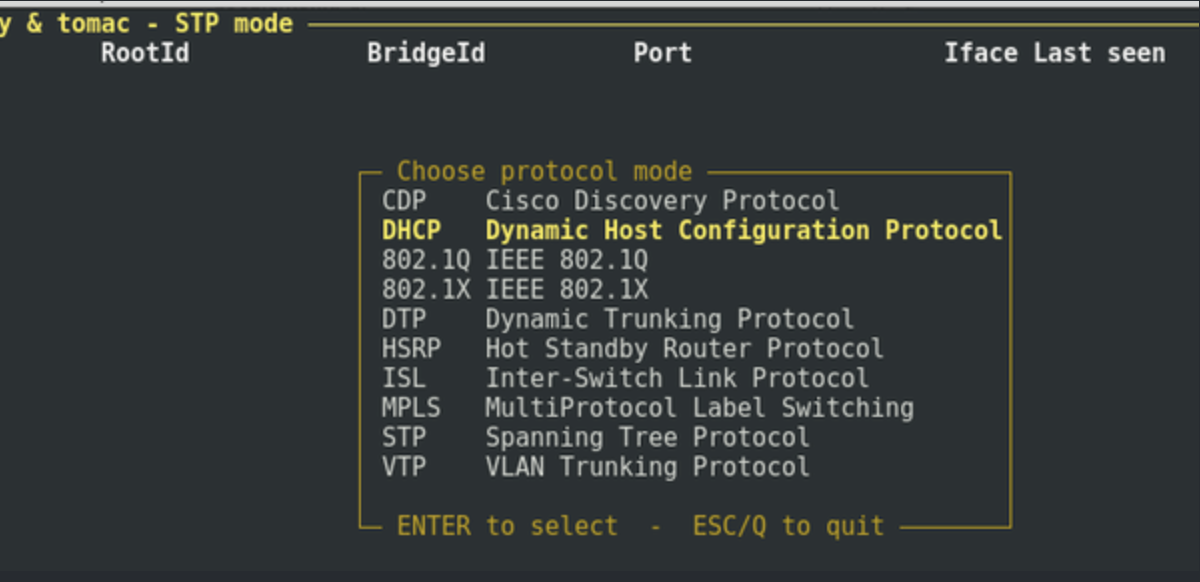 y & tomac - STP mode
RootId BridgeId Port Iface Last seen
Choose protocol mode
CDP Cisco Discovery Protocol
DHCP Dynamic Host Configuration Protocol
802.1Q IEEE 802.1Q
802.1X IEEE 802.1X
DTP Dynamic Trunking Protocol
HSRP Hot Standby Router Protocol
ISL Inter-Switch Link Protocol
MPLS MultiProtocol Label Switching
STP Spanning Tree Protocol
VTP VLAN Trunking Protocol
ENTER to select - ESC/Q to quit